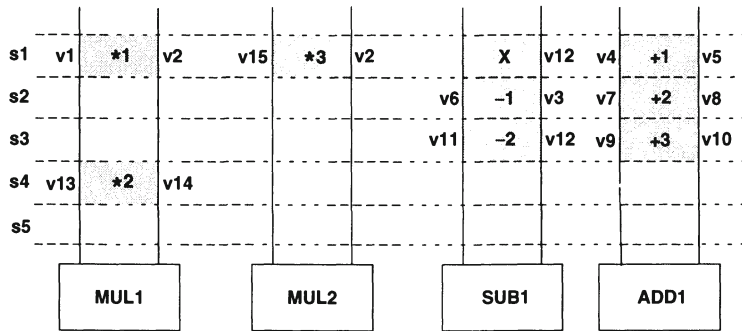 s1 v1 *1 v2 v15 *3 v2 X v12 v4 +1 v5
s2 v6 −1 v3 v7 +2 v8
s3 v11 −2 v12 v9 +3 v10
s4 v13 *2 v14
s5
MUL1 MUL2 SUB1 ADD1